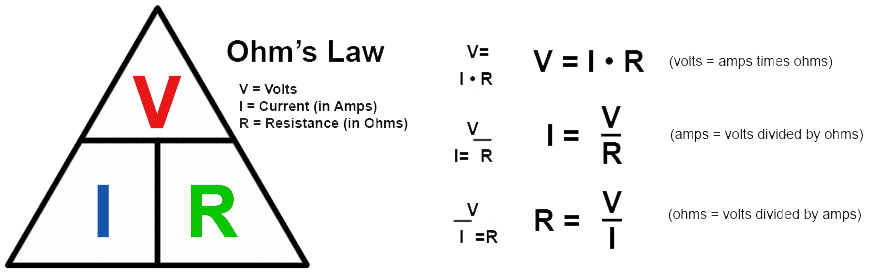 V
I R
Ohm's Law
V = Volts
I = Current (in Amps)
R = Resistance (in Ohms)
V=
I • R
V = I • R
(volts = amps times ohms)
V
I= R
I = V
R
(amps = volts divided by ohms)
V
I =R
R = V
I
(ohms = volts divided by amps)